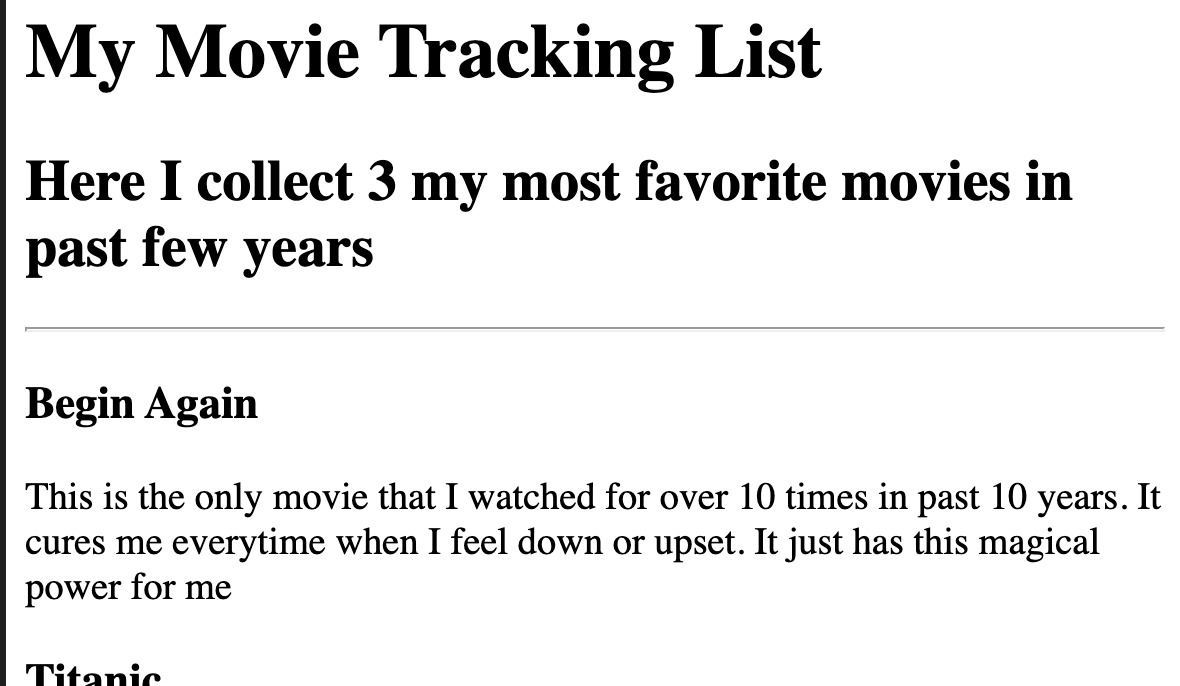 My Movie Tracking List
Here I collect 3 my most favorite movies in
past few years
Begin Again
This is the only movie that I watched for over 10 times in past 10 years. It
cures me everytime when I feel down or upset. It just has this magical
power for me
Titanic